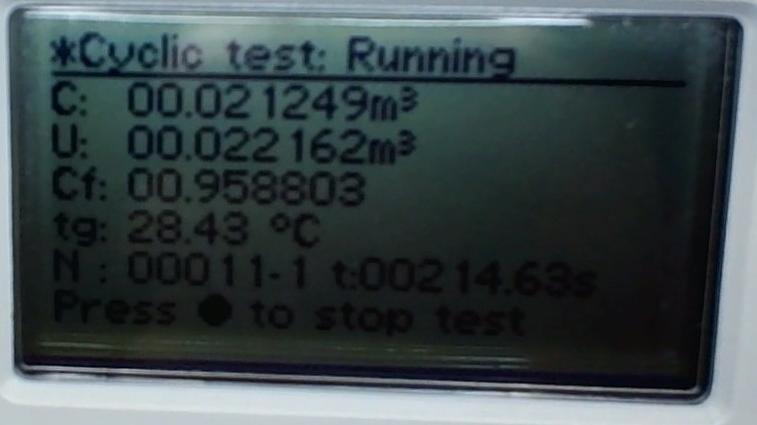 *Cyclic test: Running
C: 00.021249m³
U: 00.022162m³
Cf: 00.958803
tg: 28.43 °C
N : 00011-1 t:00214.63s
Press ● to stop test